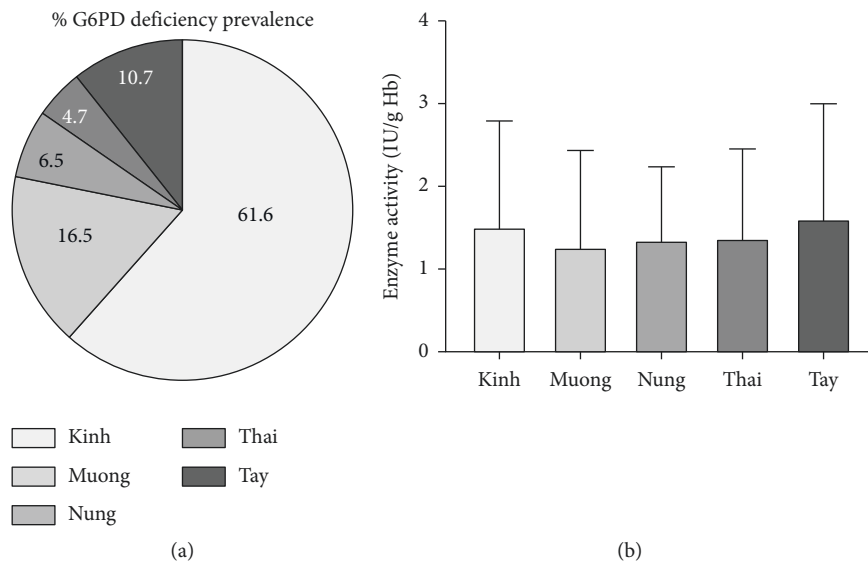 % G6PD deficiency prevalence
10.7
4.7
6.5
16.5
61.6
Kinh
Muong
Nung
Thai
Tay
(a)
Enzyme activity (IU/g Hb)
4
3
2
1
0
Kinh Muong Nung Thai Tay
(b)